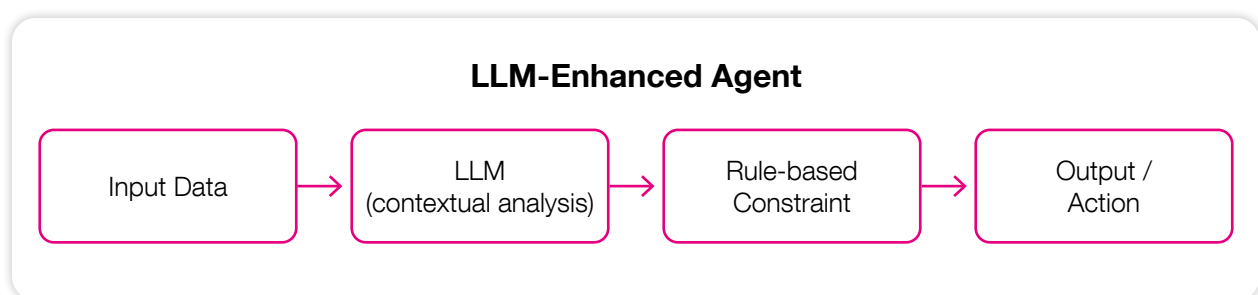 LLM-Enhanced Agent
Input Data
LLM
(contextual analysis)
Rule-based
Constraint
Output /
Action